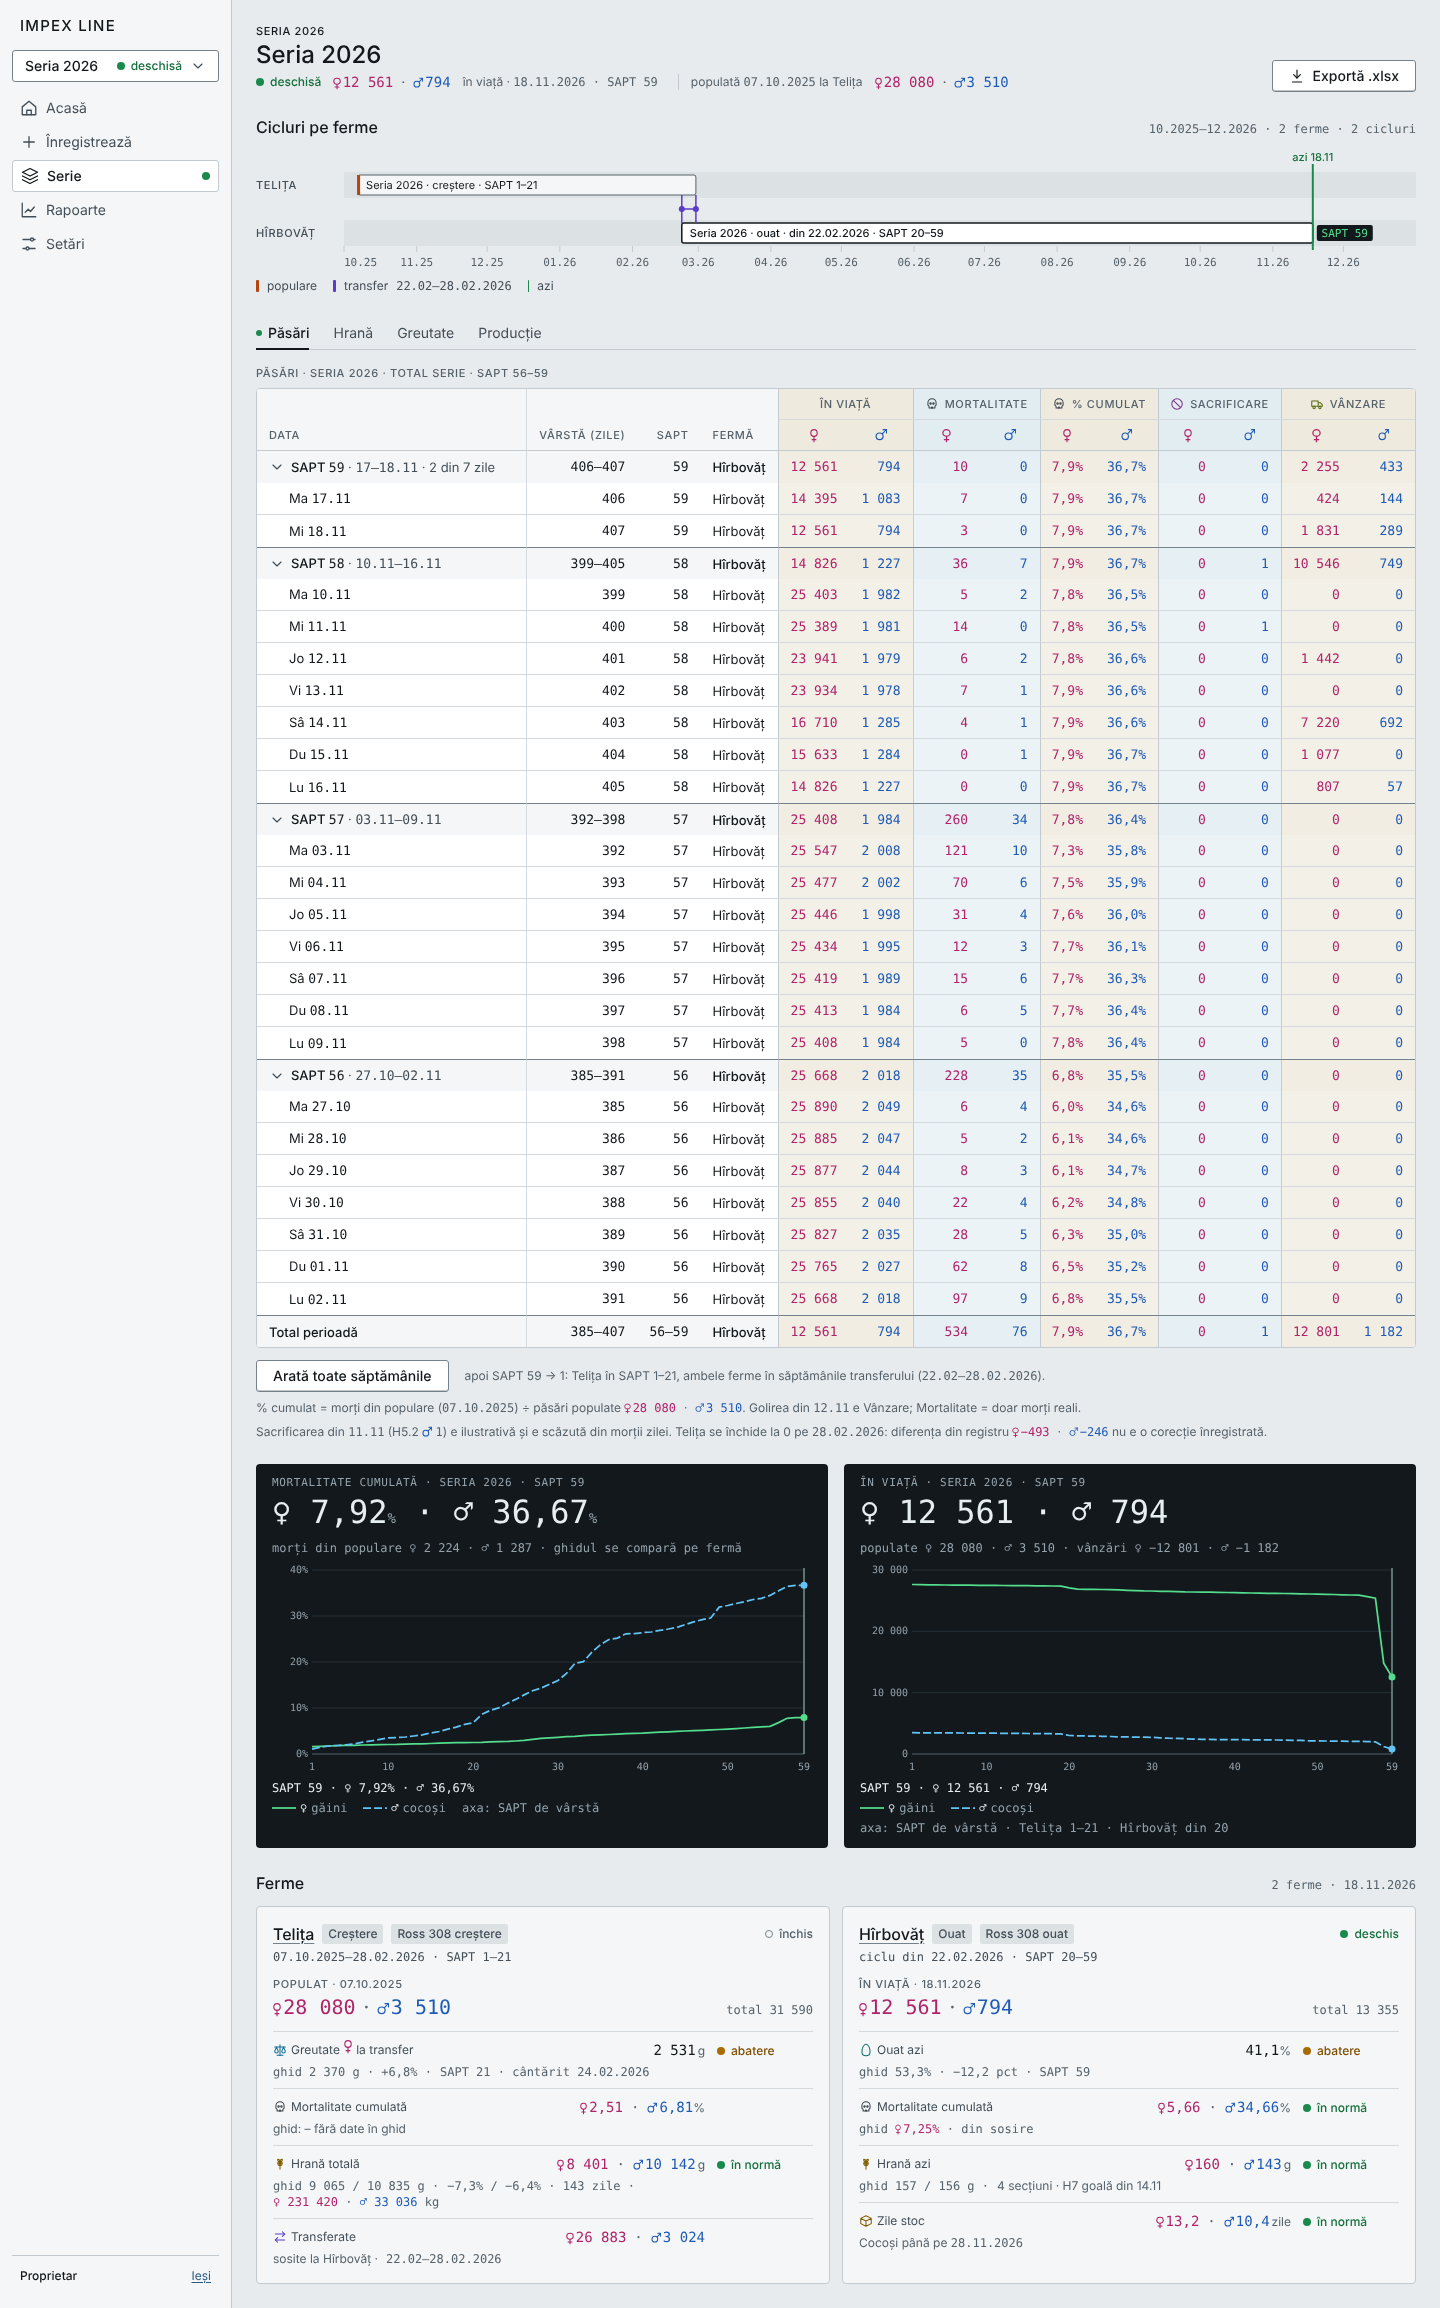 IMPEX LINE
Seria 2026 deschisă
Acasă
Înregistrează
Serie
Rapoarte
Setări
Proprietar Ieși
SERIA 2026
Seria 2026
deschisă ♀12 561 · ♂794 în viață · 18.11.2026 · SAPT 59 populată 07.10.2025 la Telița ♀28 080 · ♂3 510
Exportă .xlsx
Cicluri pe ferme 10.2025–12.2026 · 2 ferme · 2 cicluri
azi 18.11
TELIȚA Seria 2026 · creștere · SAPT 1–21
HÎRBOVĂȚ Seria 2026 · ouat · din 22.02.2026 · SAPT 20–59 SAPT 59
10.25 11.25 12.25 01.26 02.26 03.26 04.26 05.26 06.26 07.26 08.26 09.26 10.26 11.26 12.26
populare transfer 22.02–28.02.2026 azi
Păsări Hrană Greutate Producție
PĂSĂRI · SERIA 2026 · TOTAL SERIE · SAPT 56–59
ÎN VIAȚĂ MORTALITATE % CUMULAT SACRIFICARE VÂNZARE
DATA VÂRSTĂ (ZILE) SAPT FERMĂ ♀ ♂ ♀ ♂ ♀ ♂ ♀ ♂ ♀ ♂
SAPT 59 · 17–18.11 · 2 din 7 zile 406–407 59 Hîrbovăț 12 561 794 10 0 7,9% 36,7% 0 0 2 255 433
Ma 17.11 406 59 Hîrbovăț 14 395 1 083 7 0 7,9% 36,7% 0 0 424 144
Mi 18.11 407 59 Hîrbovăț 12 561 794 3 0 7,9% 36,7% 0 0 1 831 289
SAPT 58 · 10.11–16.11 399–405 58 Hîrbovăț 14 826 1 227 36 7 7,9% 36,7% 0 1 10 546 749
Ma 10.11 399 58 Hîrbovăț 25 403 1 982 5 2 7,8% 36,5% 0 0 0 0
Mi 11.11 400 58 Hîrbovăț 25 389 1 981 14 0 7,8% 36,5% 0 1 0 0
Jo 12.11 401 58 Hîrbovăț 23 941 1 979 6 2 7,8% 36,6% 0 0 1 442 0
Vi 13.11 402 58 Hîrbovăț 23 934 1 978 7 1 7,9% 36,6% 0 0 0 0
Sâ 14.11 403 58 Hîrbovăț 16 710 1 285 4 1 7,9% 36,6% 0 0 7 220 692
Du 15.11 404 58 Hîrbovăț 15 633 1 284 0 1 7,9% 36,7% 0 0 1 077 0
Lu 16.11 405 58 Hîrbovăț 14 826 1 227 0 0 7,9% 36,7% 0 0 807 57
SAPT 57 · 03.11–09.11 392–398 57 Hîrbovăț 25 408 1 984 260 34 7,8% 36,4% 0 0 0 0
Ma 03.11 392 57 Hîrbovăț 25 547 2 008 121 10 7,3% 35,8% 0 0 0 0
Mi 04.11 393 57 Hîrbovăț 25 477 2 002 70 6 7,5% 35,9% 0 0 0 0
Jo 05.11 394 57 Hîrbovăț 25 446 1 998 31 4 7,6% 36,0% 0 0 0 0
Vi 06.11 395 57 Hîrbovăț 25 434 1 995 12 3 7,7% 36,1% 0 0 0 0
Sâ 07.11 396 57 Hîrbovăț 25 419 1 989 15 6 7,7% 36,3% 0 0 0 0
Du 08.11 397 57 Hîrbovăț 25 413 1 984 6 5 7,7% 36,4% 0 0 0 0
Lu 09.11 398 57 Hîrbovăț 25 408 1 984 5 0 7,8% 36,4% 0 0 0 0
SAPT 56 · 27.10–02.11 385–391 56 Hîrbovăț 25 668 2 018 228 35 6,8% 35,5% 0 0 0 0
Ma 27.10 385 56 Hîrbovăț 25 890 2 049 6 4 6,0% 34,6% 0 0 0 0
Mi 28.10 386 56 Hîrbovăț 25 885 2 047 5 2 6,1% 34,6% 0 0 0 0
Jo 29.10 387 56 Hîrbovăț 25 877 2 044 8 3 6,1% 34,7% 0 0 0 0
Vi 30.10 388 56 Hîrbovăț 25 855 2 040 22 4 6,2% 34,8% 0 0 0 0
Sâ 31.10 389 56 Hîrbovăț 25 827 2 035 28 5 6,3% 35,0% 0 0 0 0
Du 01.11 390 56 Hîrbovăț 25 765 2 027 62 8 6,5% 35,2% 0 0 0 0
Lu 02.11 391 56 Hîrbovăț 25 668 2 018 97 9 6,8% 35,5% 0 0 0 0
Total perioadă 385–407 56–59 Hîrbovăț 12 561 794 534 76 7,9% 36,7% 0 1 12 801 1 182
Arată toate săptămânile apoi SAPT 59 → 1: Telița în SAPT 1–21, ambele ferme în săptămânile transferului (22.02–28.02.2026).
% cumulat = morți din populare (07.10.2025) ÷ păsări populate ♀28 080 · ♂3 510. Golirea din 12.11 e Vânzare; Mortalitate = doar morți reali.
Sacrificarea din 11.11 (H5.2 ♂ 1) e ilustrativă și e scăzută din morții zilei. Telița se închide la 0 pe 28.02.2026: diferența din registru ♀−493 · ♂−246 nu e o corecție înregistrată.
MORTALITATE CUMULATĂ · SERIA 2026 · SAPT 59
♀ 7,92% · ♂ 36,67%
morți din populare ♀ 2 224 · ♂ 1 287 · ghidul se compară pe fermă
40%
30%
20%
10%
0%
1 10 20 30 40 50 59
SAPT 59 · ♀ 7,92% · ♂ 36,67%
♀ găini ♂ cocoși axa: SAPT de vârstă
ÎN VIAȚĂ · SERIA 2026 · SAPT 59
♀ 12 561 · ♂ 794
populate ♀ 28 080 · ♂ 3 510 · vânzări ♀ −12 801 · ♂ −1 182
30 000
20 000
10 000
0
1 10 20 30 40 50 59
SAPT 59 · ♀ 12 561 · ♂ 794
♀ găini ♂ cocoși
axa: SAPT de vârstă · Telița 1–21 · Hîrbovăț din 20
Ferme 2 ferme · 18.11.2026
Telița Creștere Ross 308 creștere închis
07.10.2025–28.02.2026 · SAPT 1–21
POPULAT · 07.10.2025
♀28 080 · ♂3 510 total 31 590
Greutate ♀ la transfer 2 531 g abatere
ghid 2 370 g · +6,8% · SAPT 21 · cântărit 24.02.2026
Mortalitate cumulată ♀2,51 · ♂6,81%
ghid: – fără date în ghid
Hrană totală ♀8 401 · ♂10 142 g în normă
ghid 9 065 / 10 835 g · −7,3% / −6,4% · 143 zile ·
♀ 231 420 · ♂ 33 036 kg
Transferate ♀26 883 · ♂3 024
sosite la Hîrbovăț · 22.02–28.02.2026
Hîrbovăț Ouat Ross 308 ouat deschis
ciclu din 22.02.2026 · SAPT 20–59
ÎN VIAȚĂ · 18.11.2026
♀12 561 · ♂794 total 13 355
Ouat azi 41,1% abatere
ghid 53,3% · −12,2 pct · SAPT 59
Mortalitate cumulată ♀5,66 · ♂34,66% în normă
ghid ♀7,25% · din sosire
Hrană azi ♀160 · ♂143 g în normă
ghid 157 / 156 g · 4 secțiuni · H7 goală din 14.11
Zile stoc ♀13,2 · ♂10,4 zile în normă
Cocoși până pe 28.11.2026